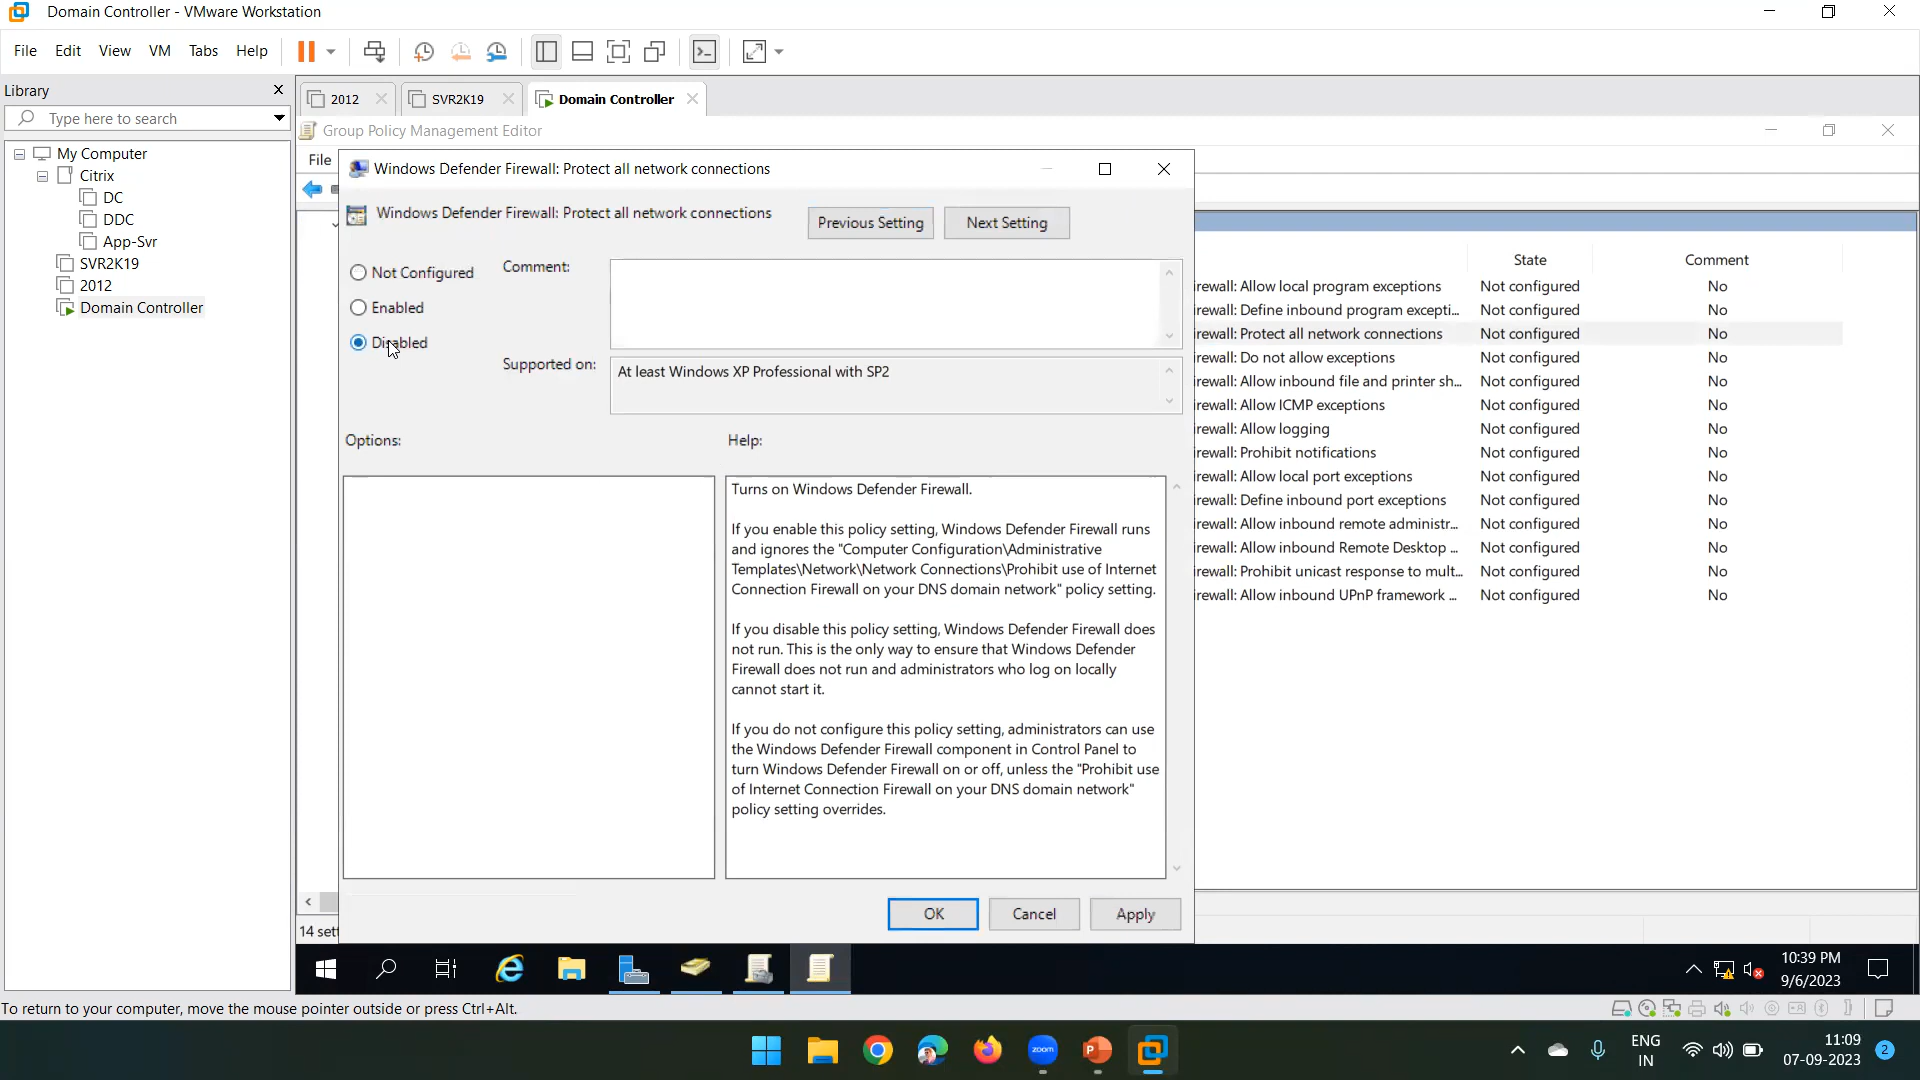 Domain Controller - VMware Workstation
File Edit View VM Tabs Help
Library
Type here to search
My Computer
Citrix
DC
DDC
App-Svr
SVR2K19
2012
Domain Controller
2012 SVR2K19 Domain Controller
Group Policy Management Editor
File
Windows Defender Firewall: Protect all network connections
Windows Defender Firewall: Protect all network connections
Previous Setting Next Setting
Not Configured
Enabled
Disabled
Comment:
Supported on:
At least Windows XP Professional with SP2
Options:
Help:
Turns on Windows Defender Firewall.
If you enable this policy setting, Windows Defender Firewall runs
and ignores the "Computer Configuration\Administrative
Templates\Network\Network Connections\Prohibit use of Internet
Connection Firewall on your DNS domain network" policy setting.
If you disable this policy setting, Windows Defender Firewall does
not run. This is the only way to ensure that Windows Defender
Firewall does not run and administrators who log on locally
cannot start it.
If you do not configure this policy setting, administrators can use
the Windows Defender Firewall component in Control Panel to
turn Windows Defender Firewall on or off, unless the "Prohibit use
of Internet Connection Firewall on your DNS domain network"
policy setting overrides.
OK Cancel Apply
State Comment
irewall: Allow local program exceptions Not configured No
irewall: Define inbound program excepti... Not configured No
irewall: Protect all network connections Not configured No
irewall: Do not allow exceptions Not configured No
irewall: Allow inbound file and printer sh... Not configured No
irewall: Allow ICMP exceptions Not configured No
irewall: Allow logging Not configured No
irewall: Prohibit notifications Not configured No
irewall: Allow local port exceptions Not configured No
irewall: Define inbound port exceptions Not configured No
irewall: Allow inbound remote administr... Not configured No
irewall: Allow inbound Remote Desktop ... Not configured No
irewall: Prohibit unicast response to mult... Not configured No
irewall: Allow inbound UPnP framework ... Not configured No
14 sett
10:39 PM
9/6/2023
To return to your computer, move the mouse pointer outside or press Ctrl+Alt.
zoom
ENG
IN
11:09
07-09-2023
2